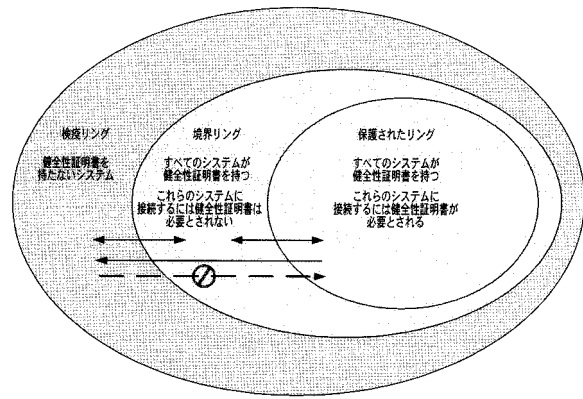 検疫リング
健全性証明書を
持たないシステム
境界リング
すべてのシステムが
健全性証明書を持つ
これらのシステムに
接続するには健全性証明書は
必要とされない
保護されたリング
すべてのシステムが
健全性証明書を持つ
これらのシステムに
接続するには健全性証明書が
必要とされる